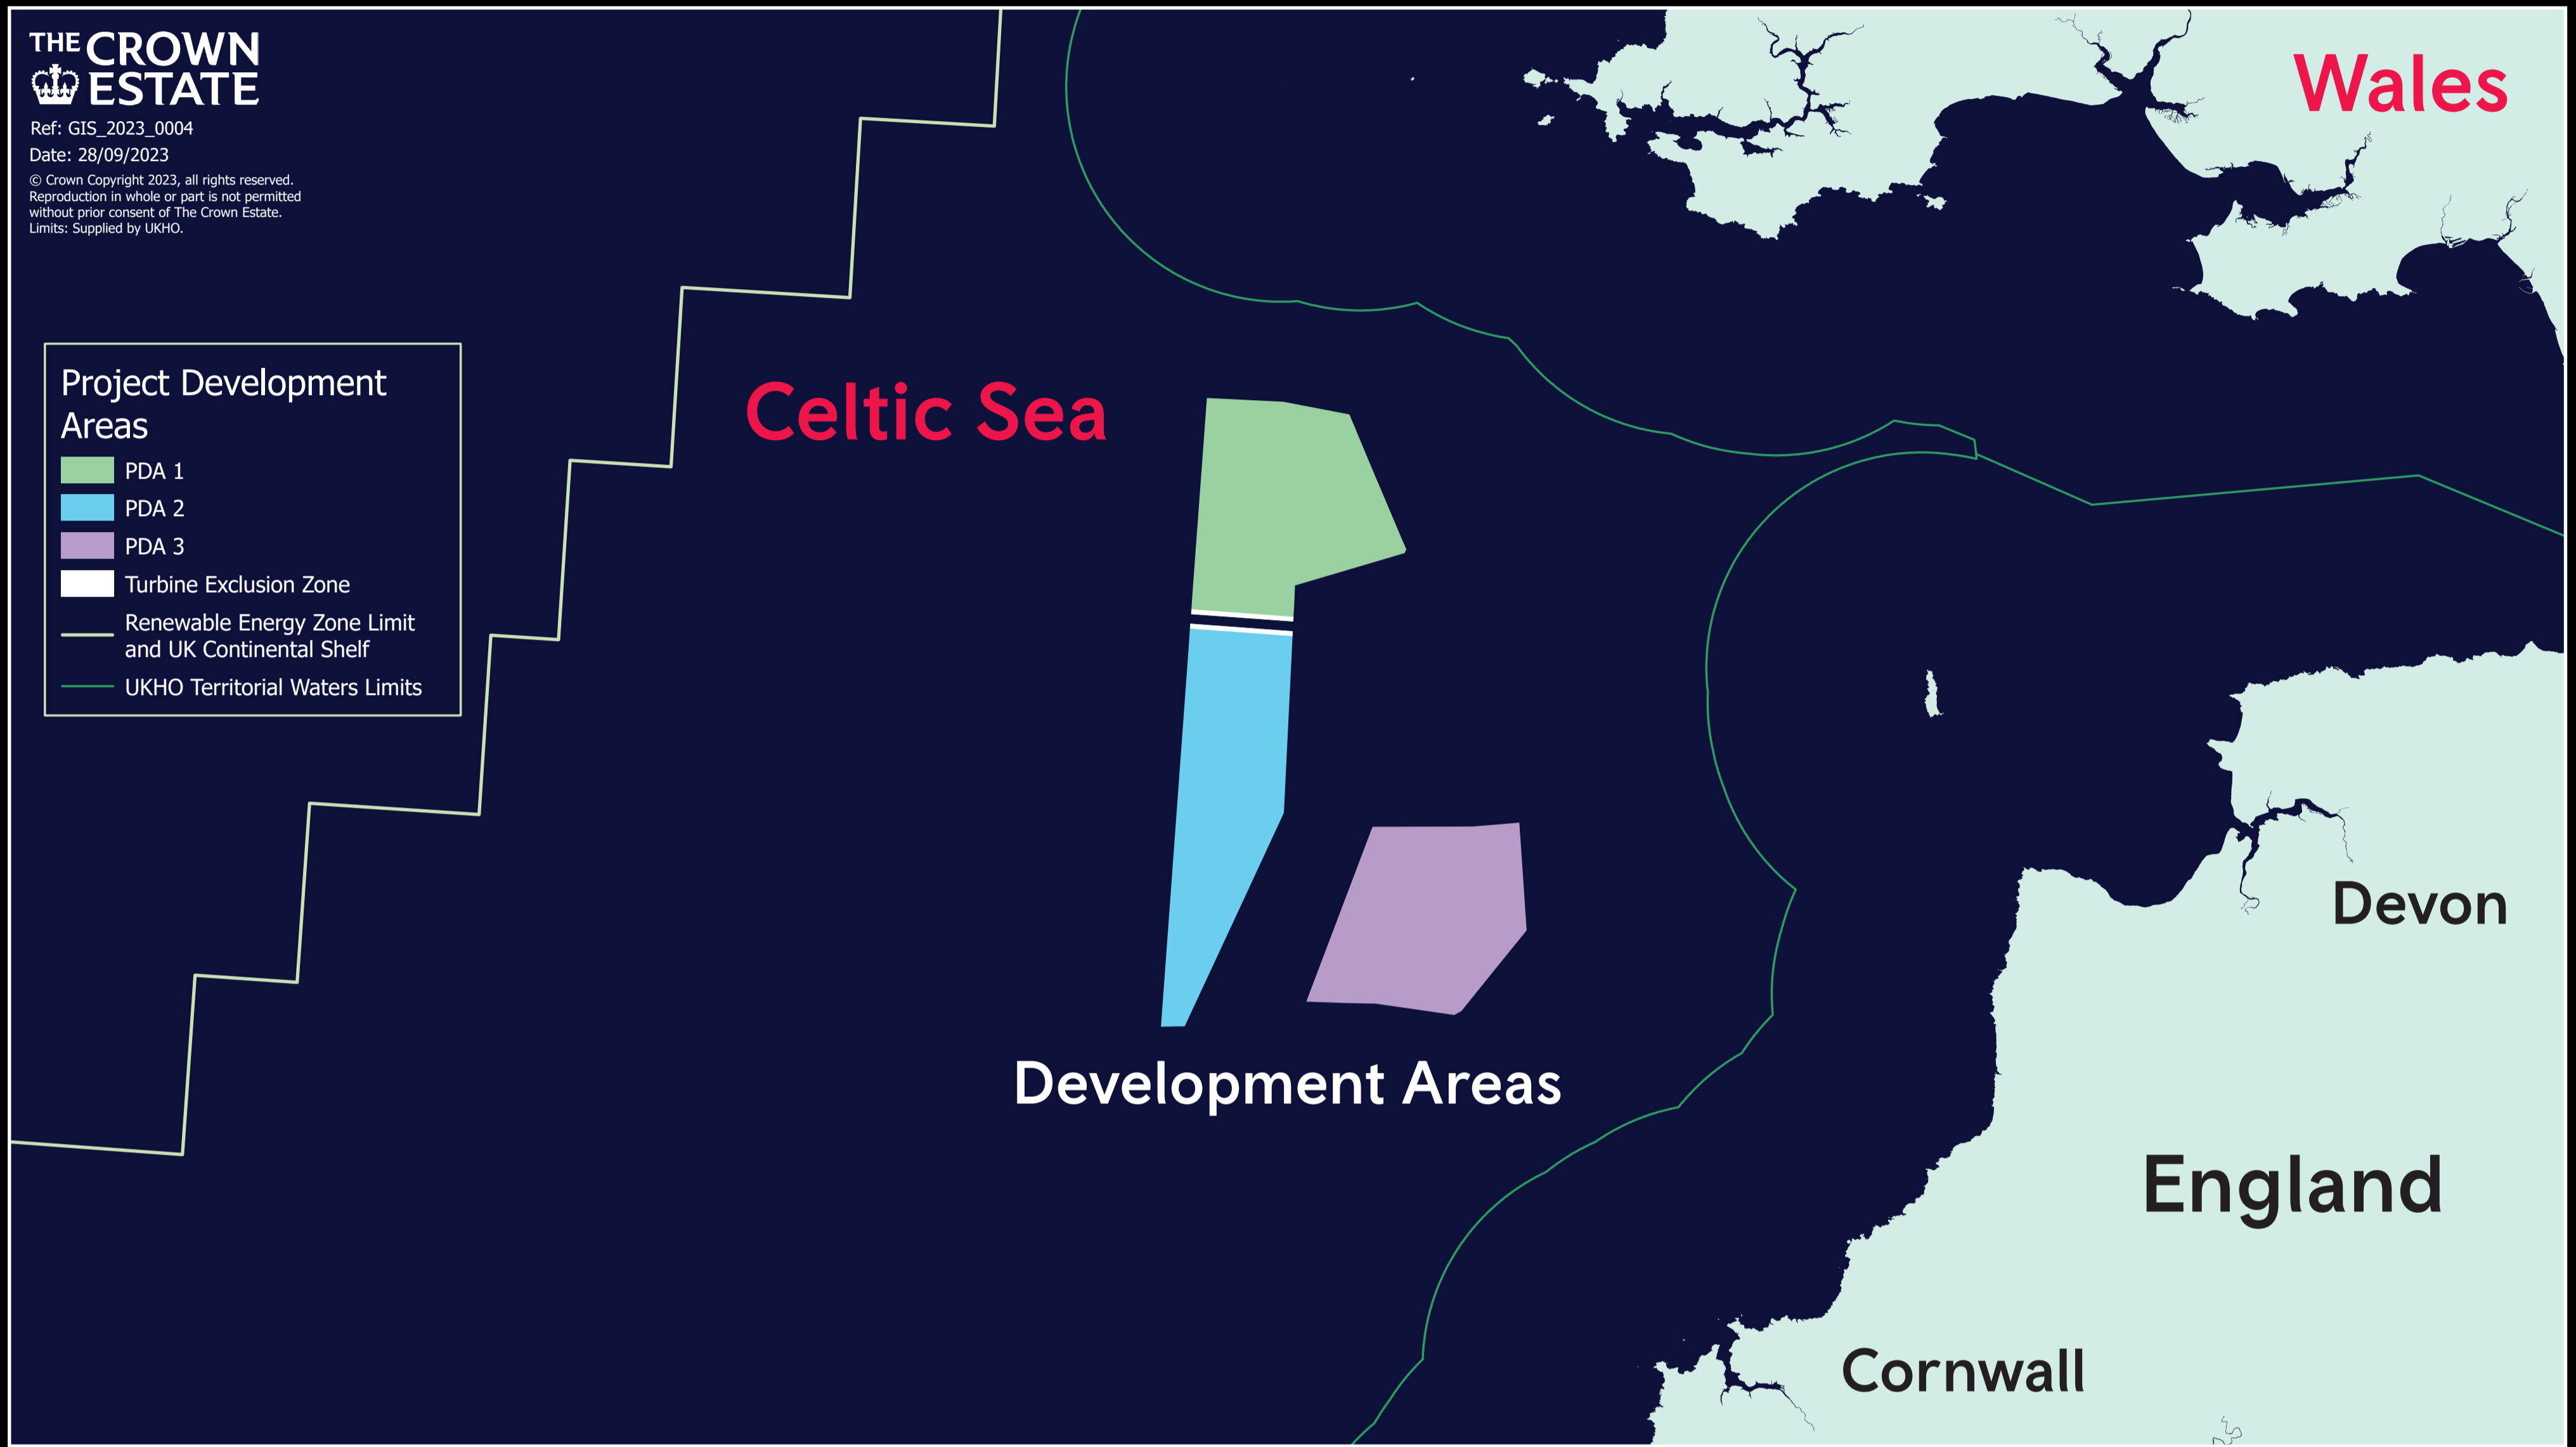 THE CROWN
ESTATE
Ref: GIS_2023_0004
Date: 28/09/2023
© Crown Copyright 2023, all rights reserved.
Reproduction in whole or part is not permitted
without prior consent of The Crown Estate.
Limits: Supplied by UKHO.
Wales
Project Development
Areas
PDA 1
PDA 2
PDA 3
Turbine Exclusion Zone
Renewable Energy Zone Limit
and UK Continental Shelf
UKHO Territorial Waters Limits
Celtic Sea
Devon
Development Areas
England
Cornwall